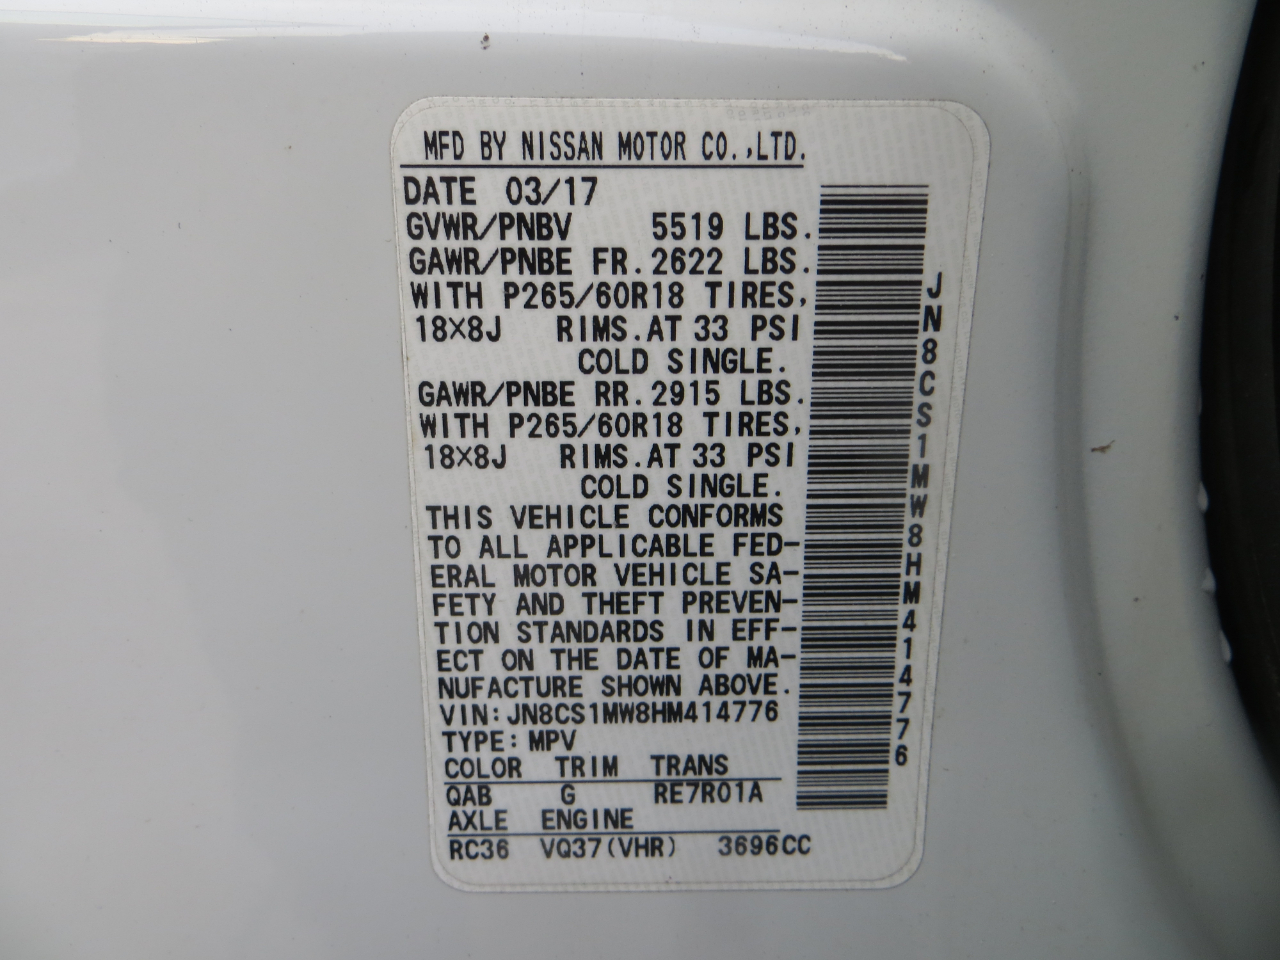 MFD BY NISSAN MOTOR CO.,LTD.
DATE 03/17
GVWR/PNBV 5519 LBS.
GAWR/PNBE FR. 2622 LBS.
WITH P265/60R18 TIRES,
18×8J RIMS. AT 33 PSI
COLD SINGLE.
GAWR/PNBE RR. 2915 LBS.
WITH P265/60R18 TIRES,
18×8J RIMS. AT 33 PSI
COLD SINGLE.
THIS VEHICLE CONFORMS
TO ALL APPLICABLE FED-
ERAL MOTOR VEHICLE SA-
FETY AND THEFT PREVEN-
TION STANDARDS IN EFF-
ECT ON THE DATE OF MA-
NUFACTURE SHOWN ABOVE.
VIN: JN8CS1MW8HM414776
TYPE: MPV
COLOR TRIM TRANS
QAB G RE7R01A
AXLE ENGINE
RC36 VQ37(VHR) 3696CC
JN8CS1MW8HM414776